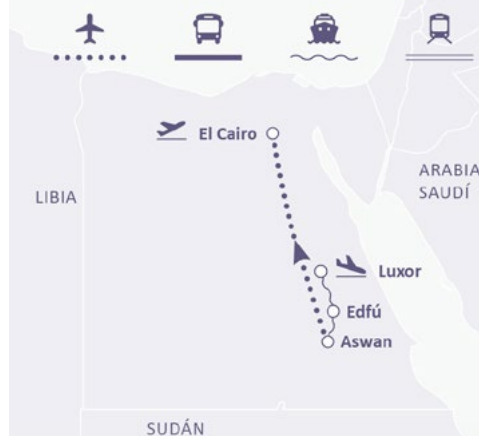 El Cairo
LIBIA
ARABIA
SAUDÍ
Luxor
Edfú
Aswan
SUDÁN